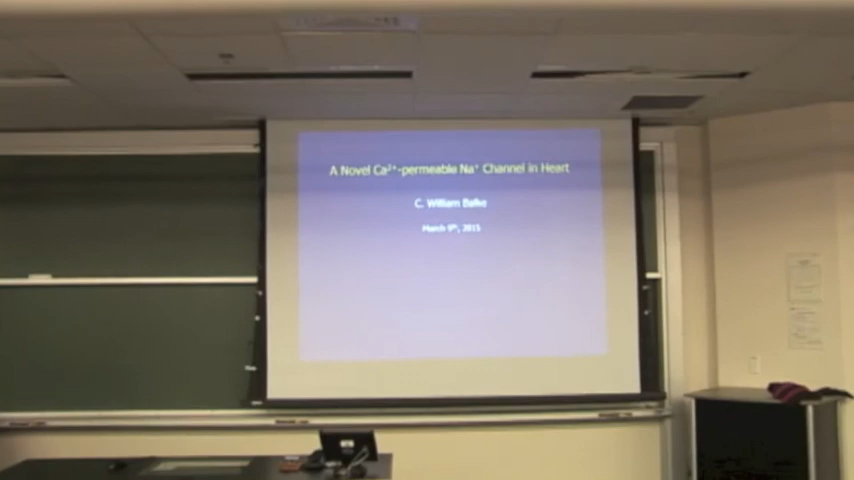 A Novel Ca²⁺-permeable Na⁺ Channel in Heart
C. William Balke
March 9ᵗʰ, 2015